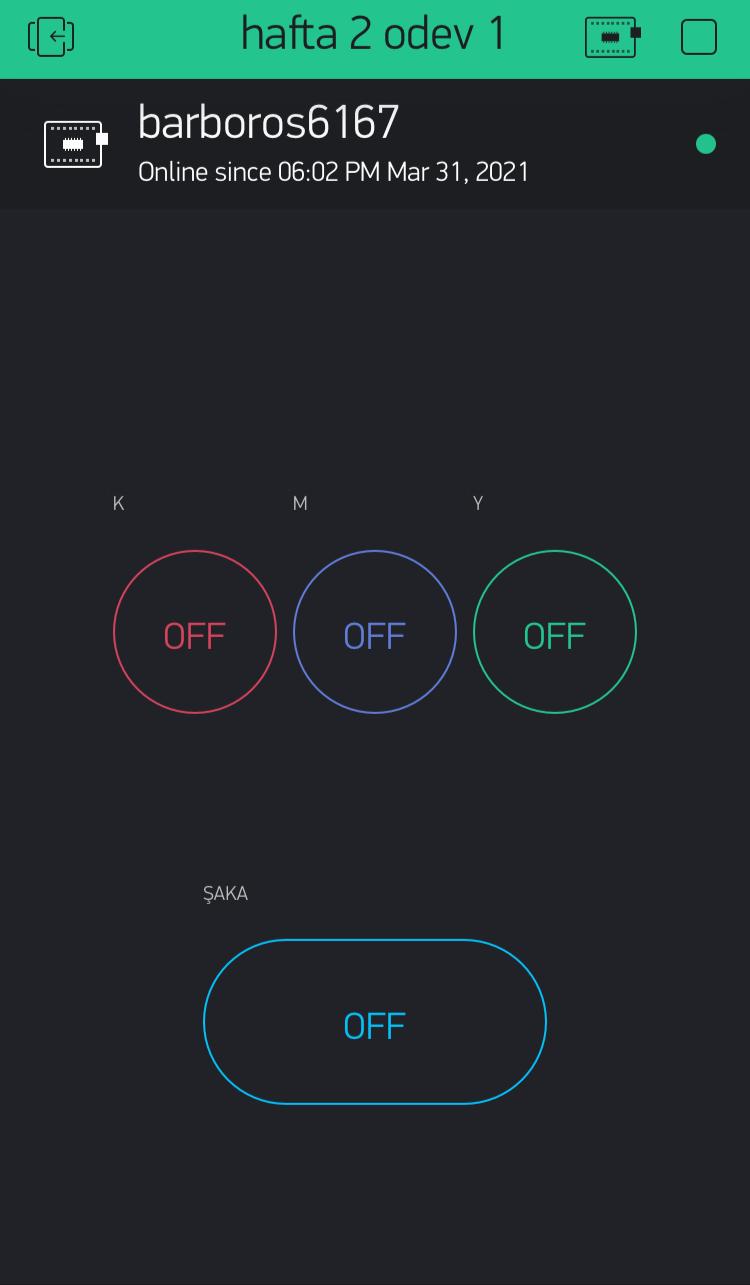 hafta 2 odev 1
barboros6167
Online since 06:02 PM Mar 31, 2021
K M Y
OFF OFF OFF
ŞAKA
OFF